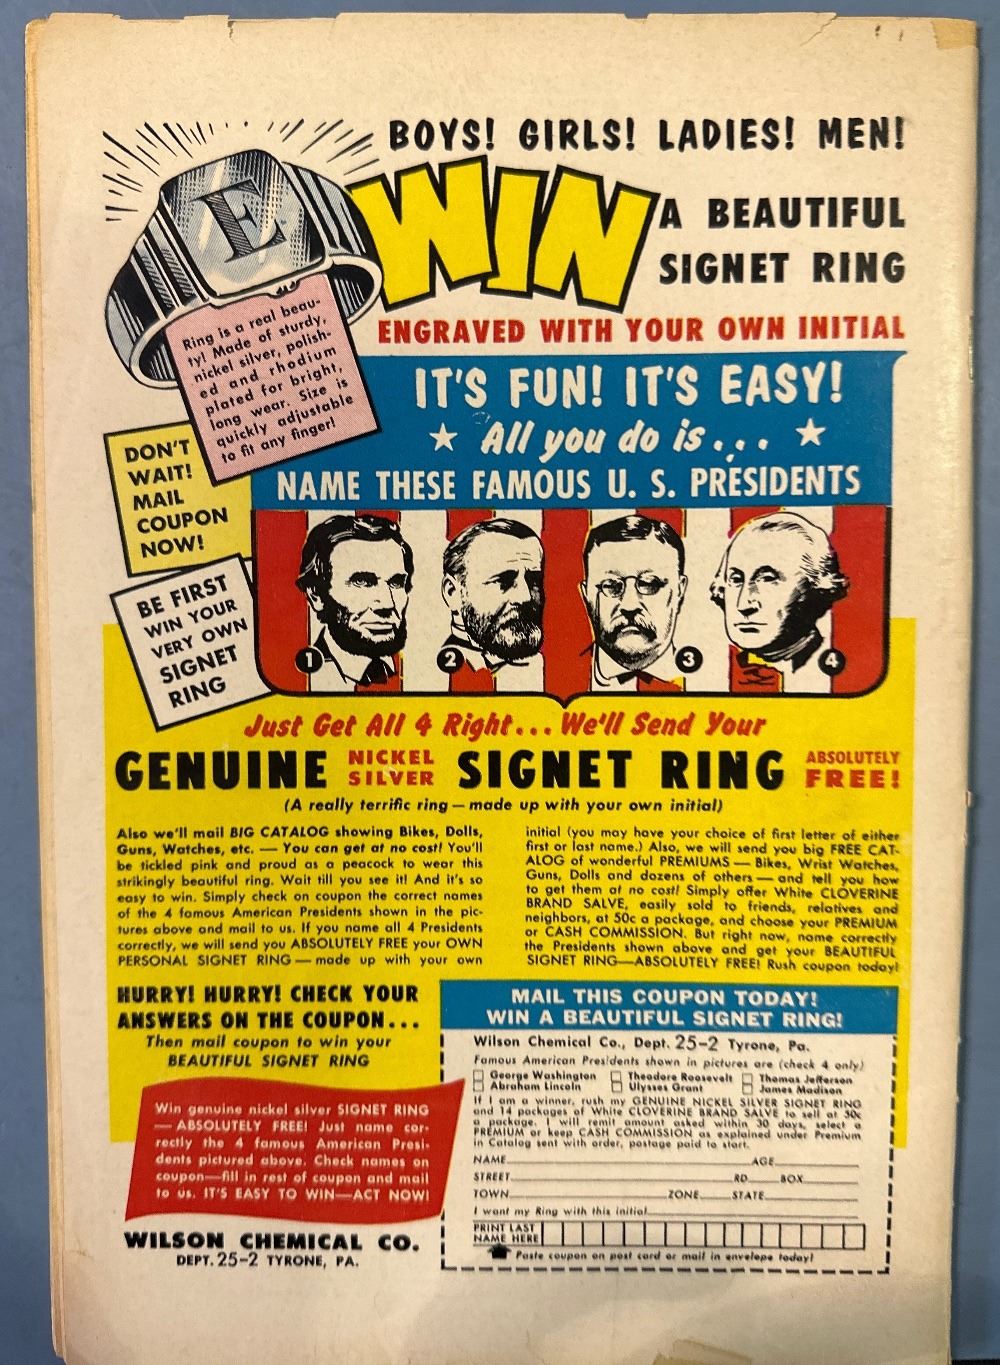 BOYS! GIRLS! LADIES! MEN!
WIN
A BEAUTIFUL
SIGNET RING
ENGRAVED WITH YOUR OWN INITIAL
E
Ring is a real beau-
ty! Made of sturdy,
nickel silver, polish-
ed and rhodium
plated for bright,
long wear. Size is
quickly adjustable
to fit any finger!
DON'T
WAIT!
MAIL
COUPON
NOW!
BE FIRST
WIN YOUR
VERY OWN
SIGNET
RING
IT'S FUN! IT'S EASY!
★ All you do is... ★
NAME THESE FAMOUS U. S. PRESIDENTS
1 2 3 4
Just Get All 4 Right... We'll Send Your
GENUINE NICKEL SILVER SIGNET RING ABSOLUTELY FREE!
(A really terrific ring — made up with your own initial)
Also we'll mail BIG CATALOG showing Bikes, Dolls,
Guns, Watches, etc. — You can get at no cost! You'll
be tickled pink and proud as a peacock to wear this
strikingly beautiful ring. Wait till you see it! And it's so
easy to win. Simply check on coupon the correct names
of the 4 famous American Presidents shown in the pic-
tures above and mail to us. If you name all 4 Presidents
correctly, we will send you ABSOLUTELY FREE your OWN
PERSONAL SIGNET RING — made up with your own
initial (you may have your choice of first letter of either
first or last name.) Also, we will send you big FREE CAT-
ALOG of wonderful PREMIUMS — Bikes, Wrist Watches,
Guns, Dolls and dozens of others — and tell you how
to get them at no cost! Simply offer White CLOVERINE
BRAND SALVE, easily sold to friends, relatives and
neighbors, at 50c a package, and choose your PREMIUM
or CASH COMMISSION. But right now, name correctly
the Presidents shown above and get your BEAUTIFUL
SIGNET RING—ABSOLUTELY FREE! Rush coupon today!
HURRY! HURRY! CHECK YOUR
ANSWERS ON THE COUPON...
Then mail coupon to win your
BEAUTIFUL SIGNET RING
Win genuine nickel silver SIGNET RING
— ABSOLUTELY FREE! Just name cor-
rectly the 4 famous American Presi-
dents pictured above. Check names on
coupon—fill in rest of coupon and mail
to us. IT'S EASY TO WIN—ACT NOW!
WILSON CHEMICAL CO.
DEPT. 25-2 TYRONE, PA.
MAIL THIS COUPON TODAY!
WIN A BEAUTIFUL SIGNET RING!
Wilson Chemical Co., Dept. 25-2 Tyrone, Pa.
Famous American Presidents shown in pictures are (check 4 only)
George Washington Theodore Roosevelt Thomas Jefferson
Abraham Lincoln Ulysses Grant James Madison
If I am a winner, rush my GENUINE NICKEL SILVER SIGNET RING
and 14 packages of White CLOVERINE BRAND SALVE to sell at 50c
a package. I will remit amount asked within 30 days, select a
PREMIUM or keep CASH COMMISSION as explained under Premium
in Catalog sent with order, postage paid to start.
NAME AGE
STREET RD BOX
TOWN ZONE STATE
I want my Ring with this initial
PRINT LAST
NAME HERE
Paste coupon on post card or mail in envelope today!